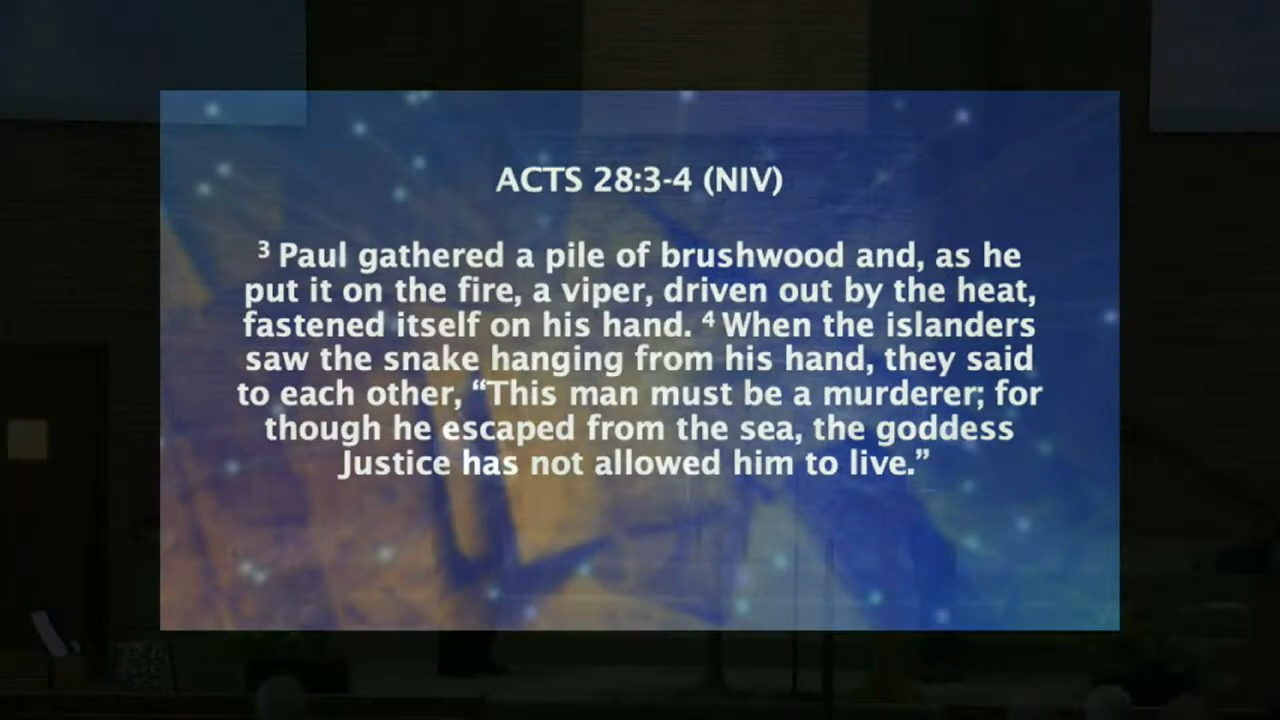 ACTS 28:3-4 (NIV)
3 Paul gathered a pile of brushwood and, as he
put it on the fire, a viper, driven out by the heat,
fastened itself on his hand. 4 When the islanders
saw the snake hanging from his hand, they said
to each other, “This man must be a murderer; for
though he escaped from the sea, the goddess
Justice has not allowed him to live.”